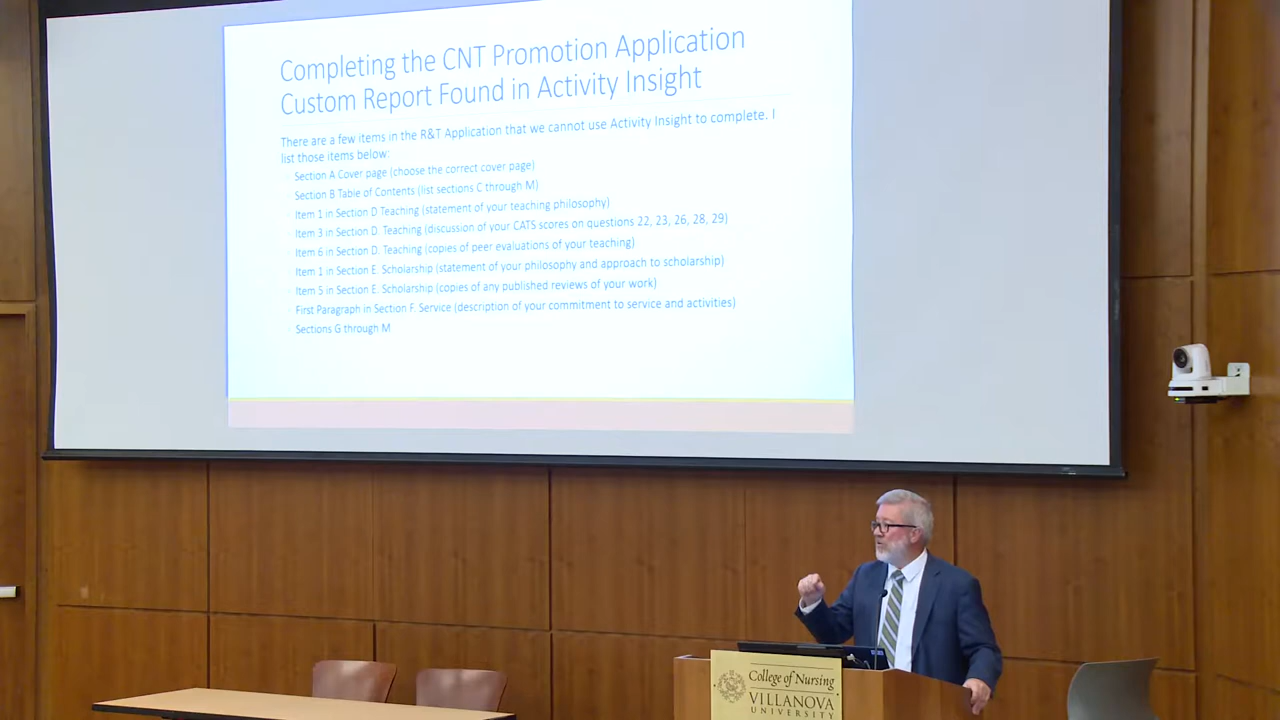 Completing the CNT Promotion Application
Custom Report Found in Activity Insight
There are a few items in the R&T Application that we cannot use Activity Insight to complete. I
list those items below:
Section A Cover page (choose the correct cover page)
Section B Table of Contents (list sections C through M)
Item 1 in Section D Teaching (statement of your teaching philosophy)
Item 3 in Section D. Teaching (discussion of your CATS scores on questions 22, 23, 26, 28, 29)
Item 6 in Section D. Teaching (copies of peer evaluations of your teaching)
Item 1 in Section E. Scholarship (statement of your philosophy and approach to scholarship)
Item 5 in Section E. Scholarship (copies of any published reviews of your work)
First Paragraph in Section F. Service (description of your commitment to service and activities)
Sections G through M
College of Nursing
VILLANOVA
UNIVERSITY